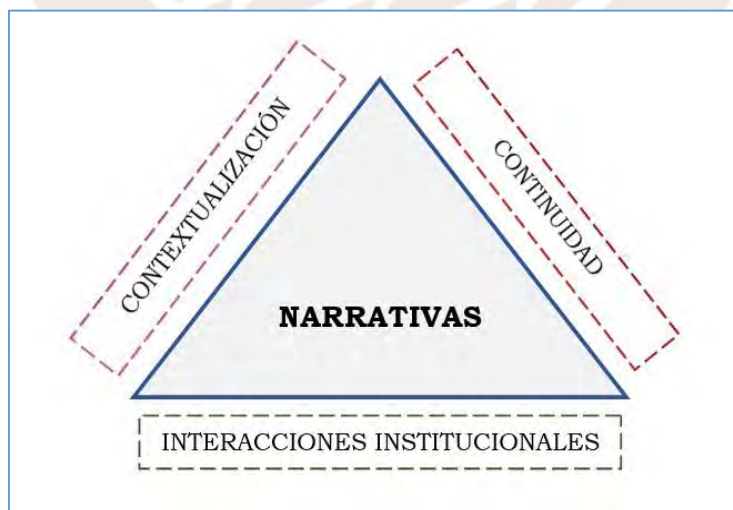 CONTEXTUALIZACIÓN
CONTINUIDAD
NARRATIVAS
INTERACCIONES INSTITUCIONALES